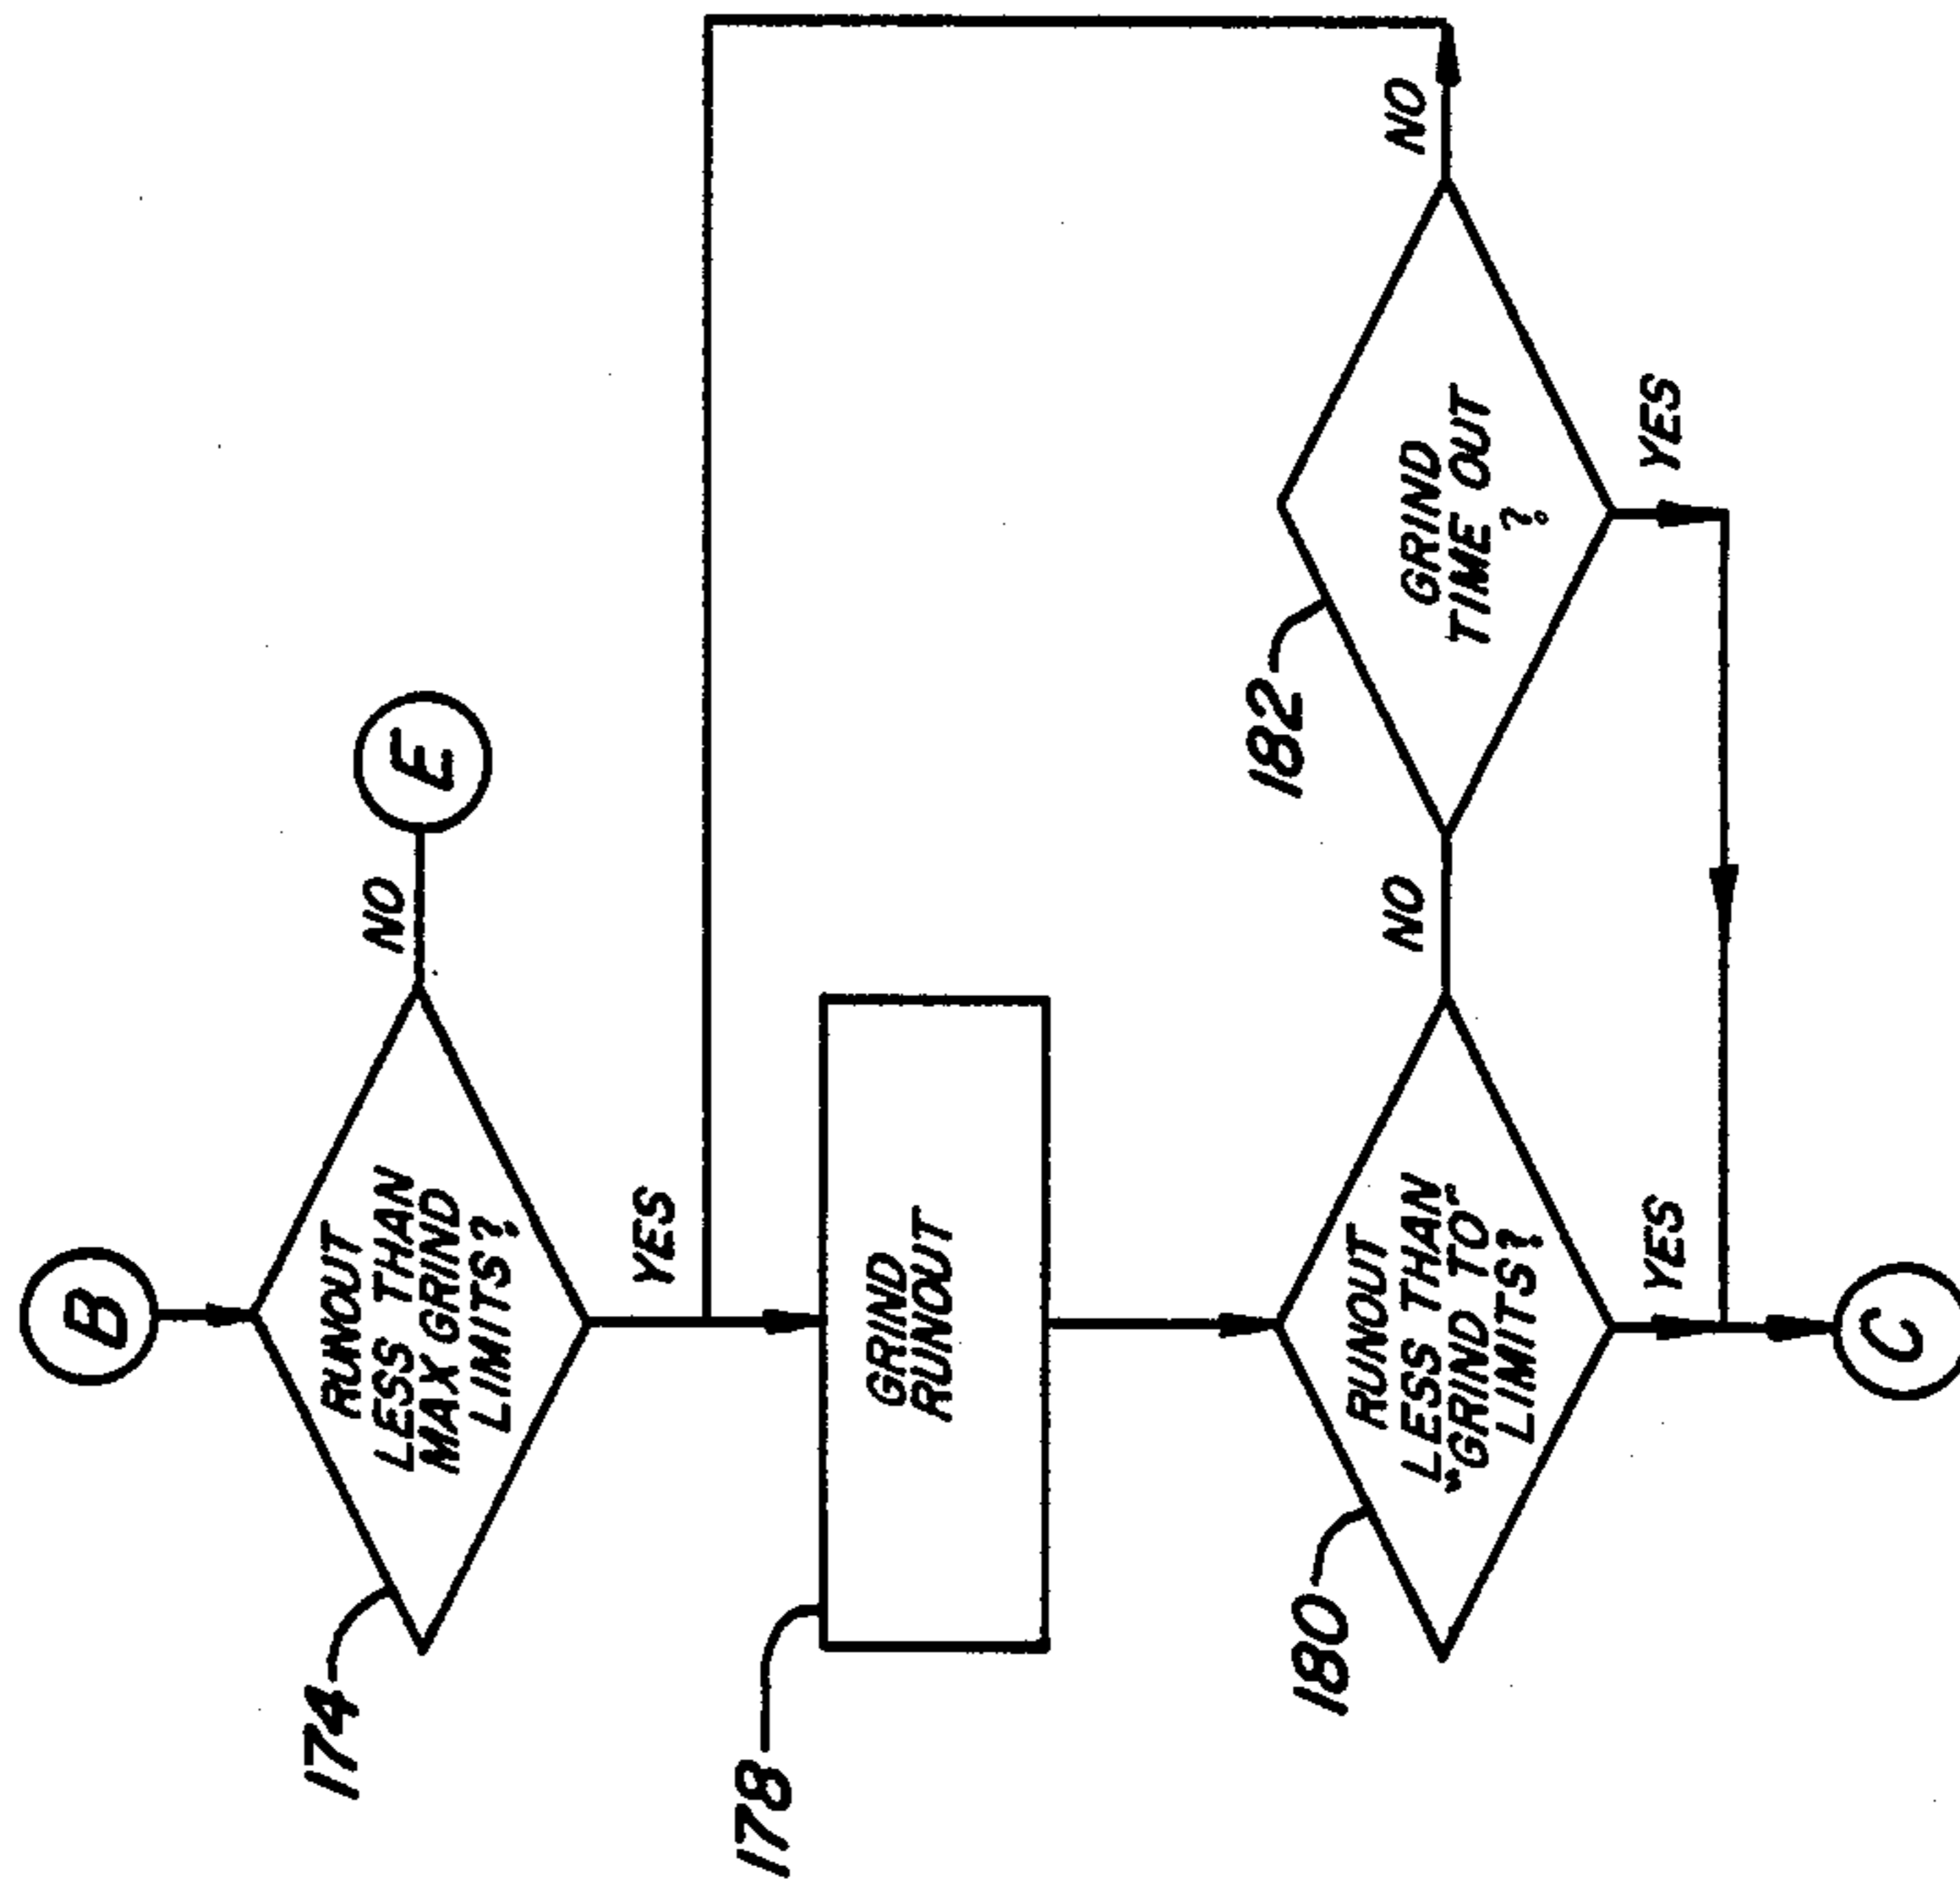 B
174
RUNOUT
LESS THAN
MAX GRIND
LIMITS?
NO
E
YES
178
GRIND
RUNOUT
180
RUNOUT
LESS THAN
"GRIND TO"
LIMITS?
NO
182
GRIND
TIME OUT
?
NO
YES
YES
C